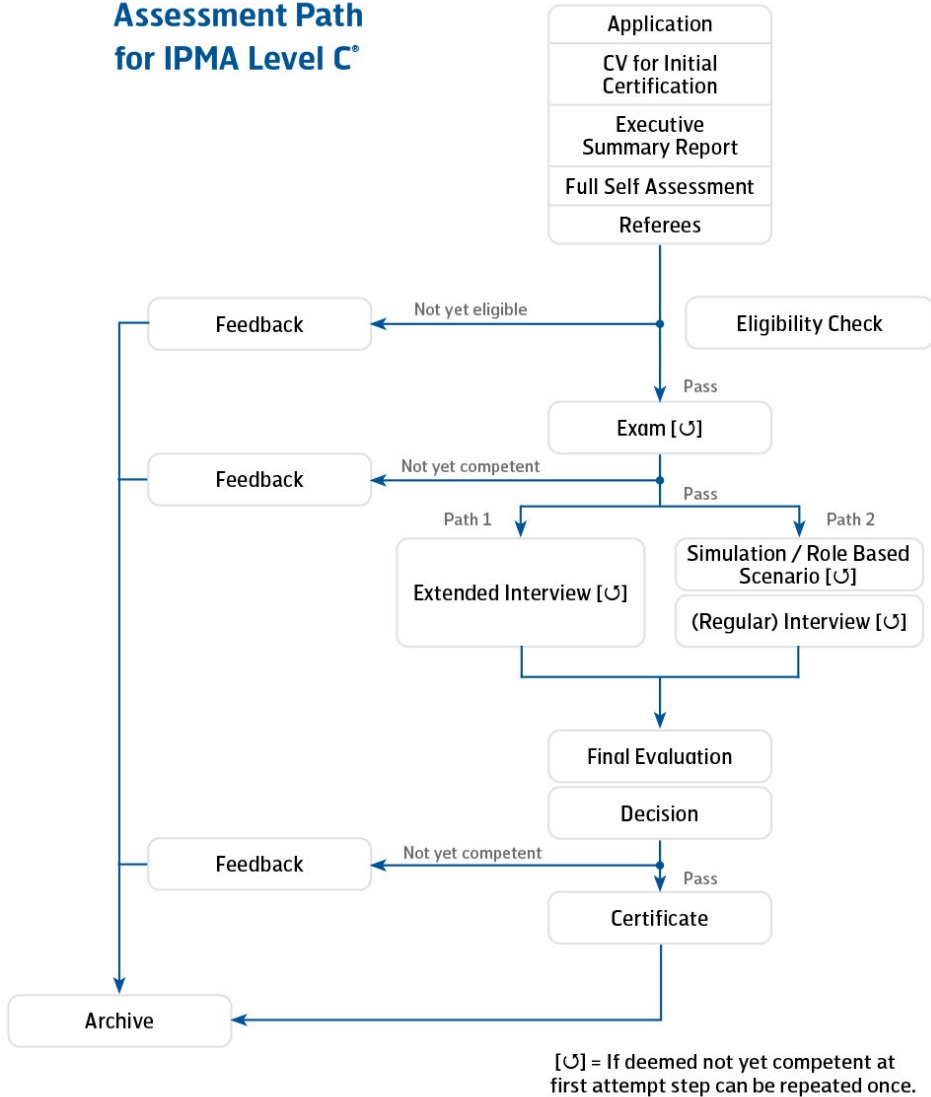 Assessment Path
for IPMA Level C®
Application
CV for Initial
Certification
Executive
Summary Report
Full Self Assessment
Referees
Not yet eligible
Feedback
Eligibility Check
Pass
Exam [↺]
Not yet competent
Feedback
Pass
Path 1
Path 2
Extended Interview [↺]
Simulation / Role Based
Scenario [↺]
(Regular) Interview [↺]
Final Evaluation
Decision
Not yet competent
Feedback
Pass
Certificate
Archive
[↺] = If deemed not yet competent at
first attempt step can be repeated once.